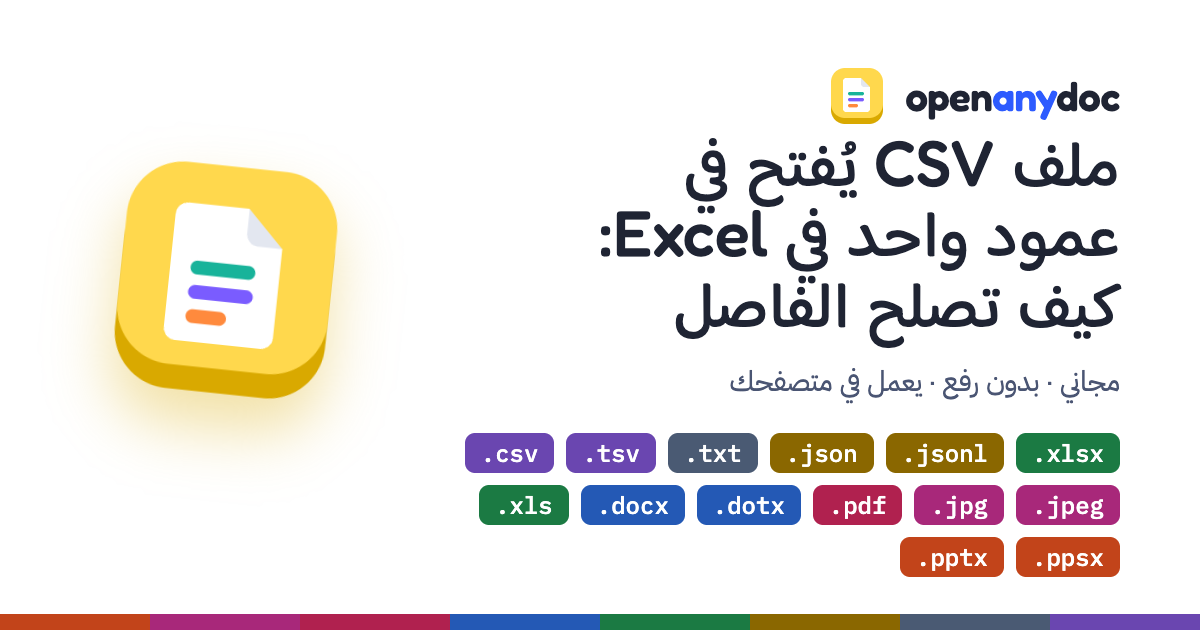 openanydoc
ملف CSV يُفتح في
عمود واحد في Excel:
كيف تصلح الفاصل
مجاني · بدون رفع · يعمل في متصفحك
.xlsx .jsonl .json .txt .tsv .csv
.jpeg .jpg .pdf .dotx .docx .xls
.ppsx .pptx